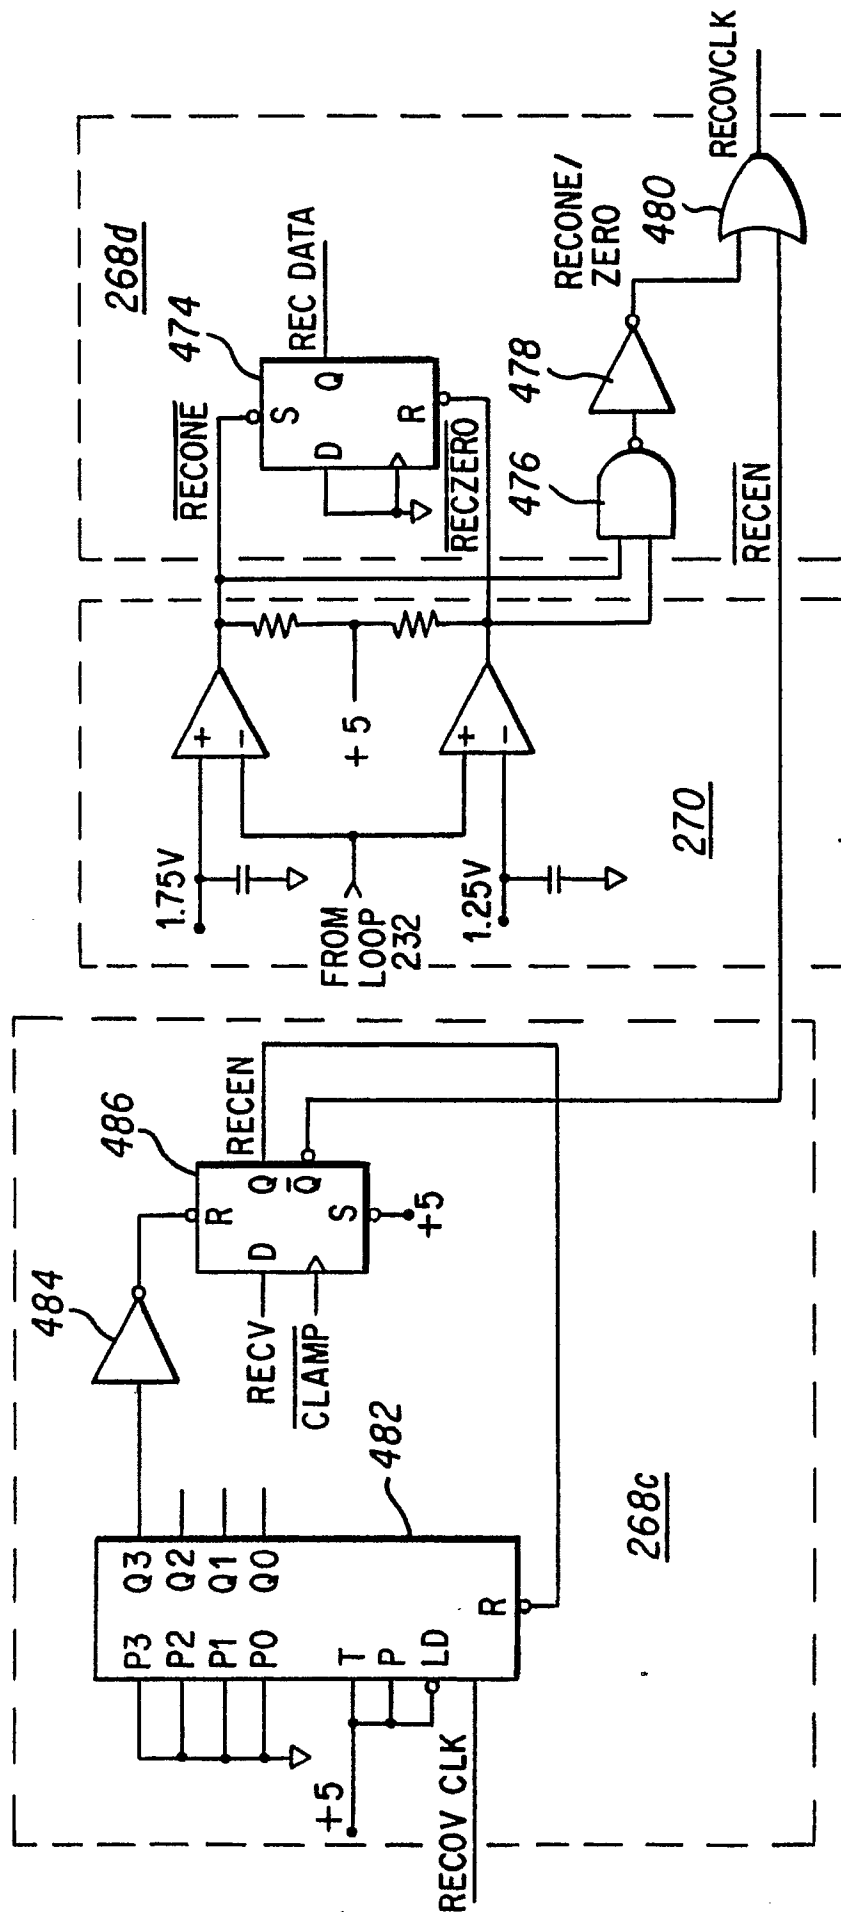 268d
474
REC DATA
RECONE
S
D
Q
R
RECZERO
RECONE/
ZERO
RECOVCLK
480
478
476
RECEN
+
-
+5
+
-
1.75V
FROM
LOOP
232
1.25V
270
486
RECEN
R
D
Q
Q
S
+5
484
RECV
CLAMP
482
P3
P2
P1
P0
Q3
Q2
Q1
Q0
T
P
LD
R
+5
RECOV CLK
268c